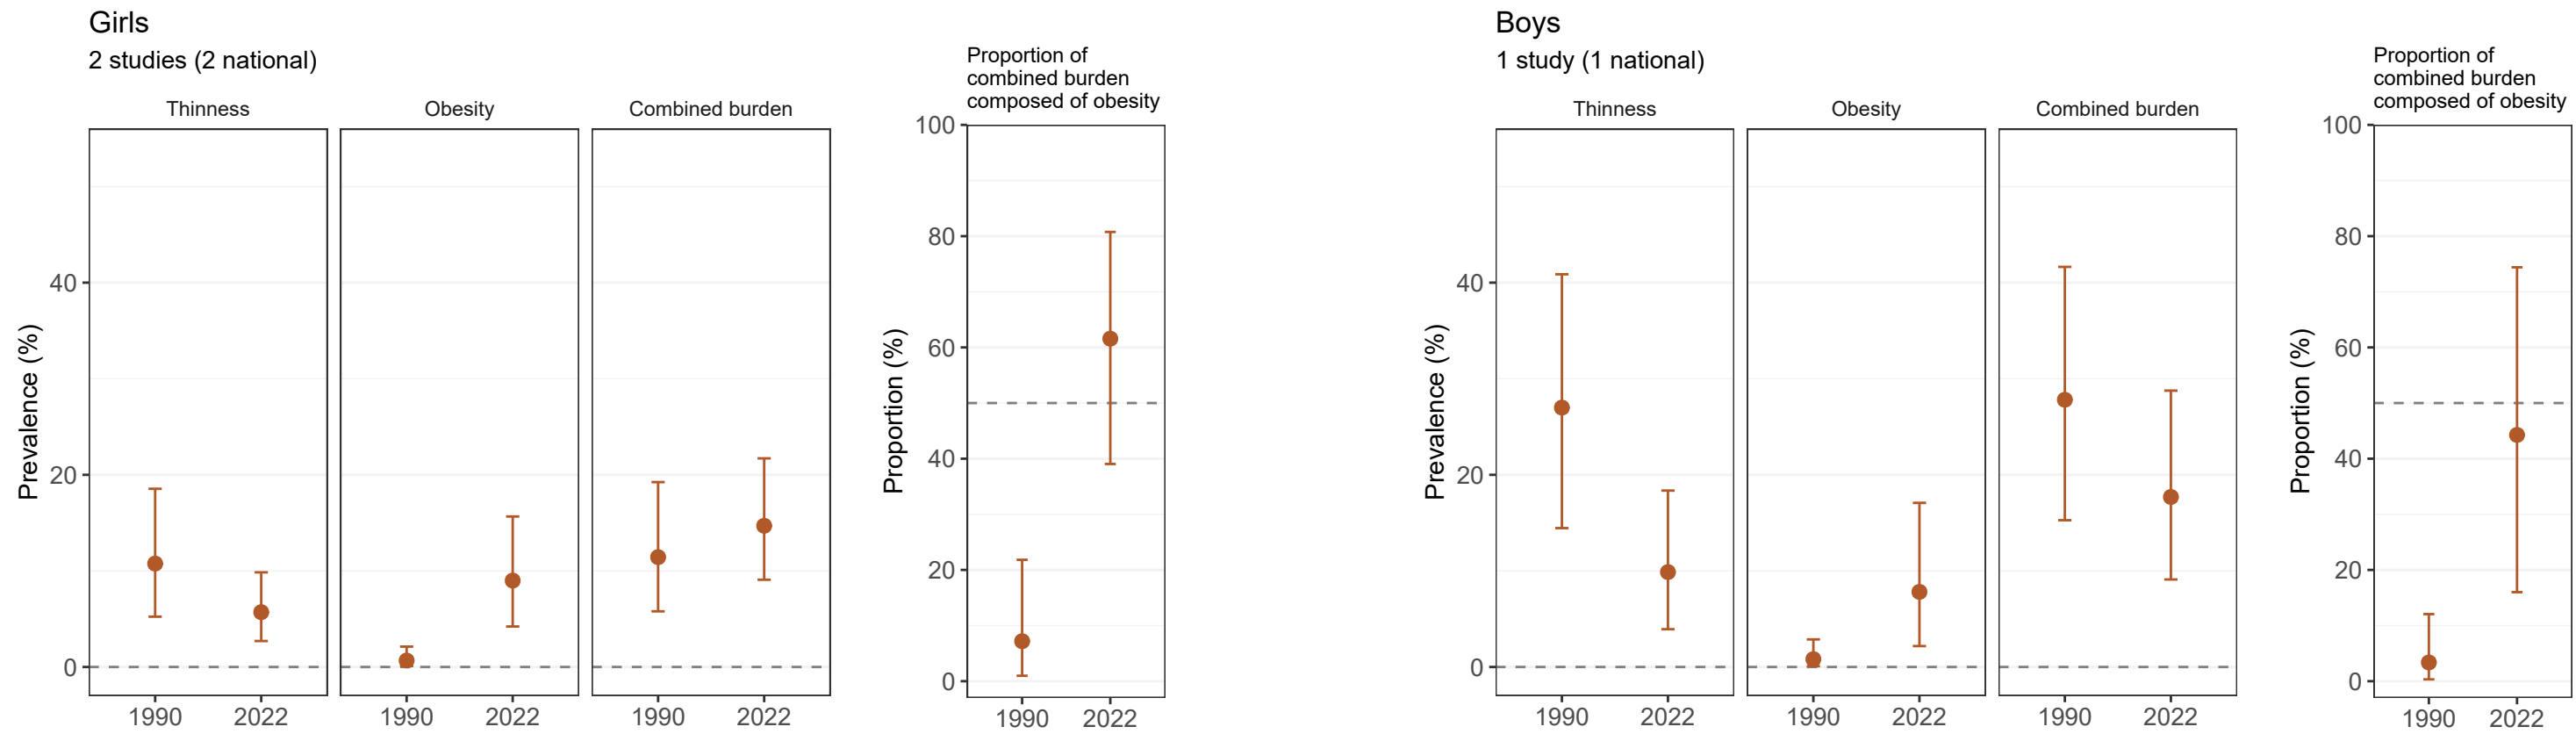 Girls
2 studies (2 national)
Thinness
Obesity
Combined burden
Prevalence (%)
40
20
0
1990 2022
1990 2022
1990 2022
Proportion of
combined burden
composed of obesity
Proportion (%)
100
80
60
40
20
0
1990 2022
Boys
1 study (1 national)
Thinness
Obesity
Combined burden
Prevalence (%)
40
20
0
1990 2022
1990 2022
1990 2022
Proportion of
combined burden
composed of obesity
Proportion (%)
100
80
60
40
20
0
1990 2022